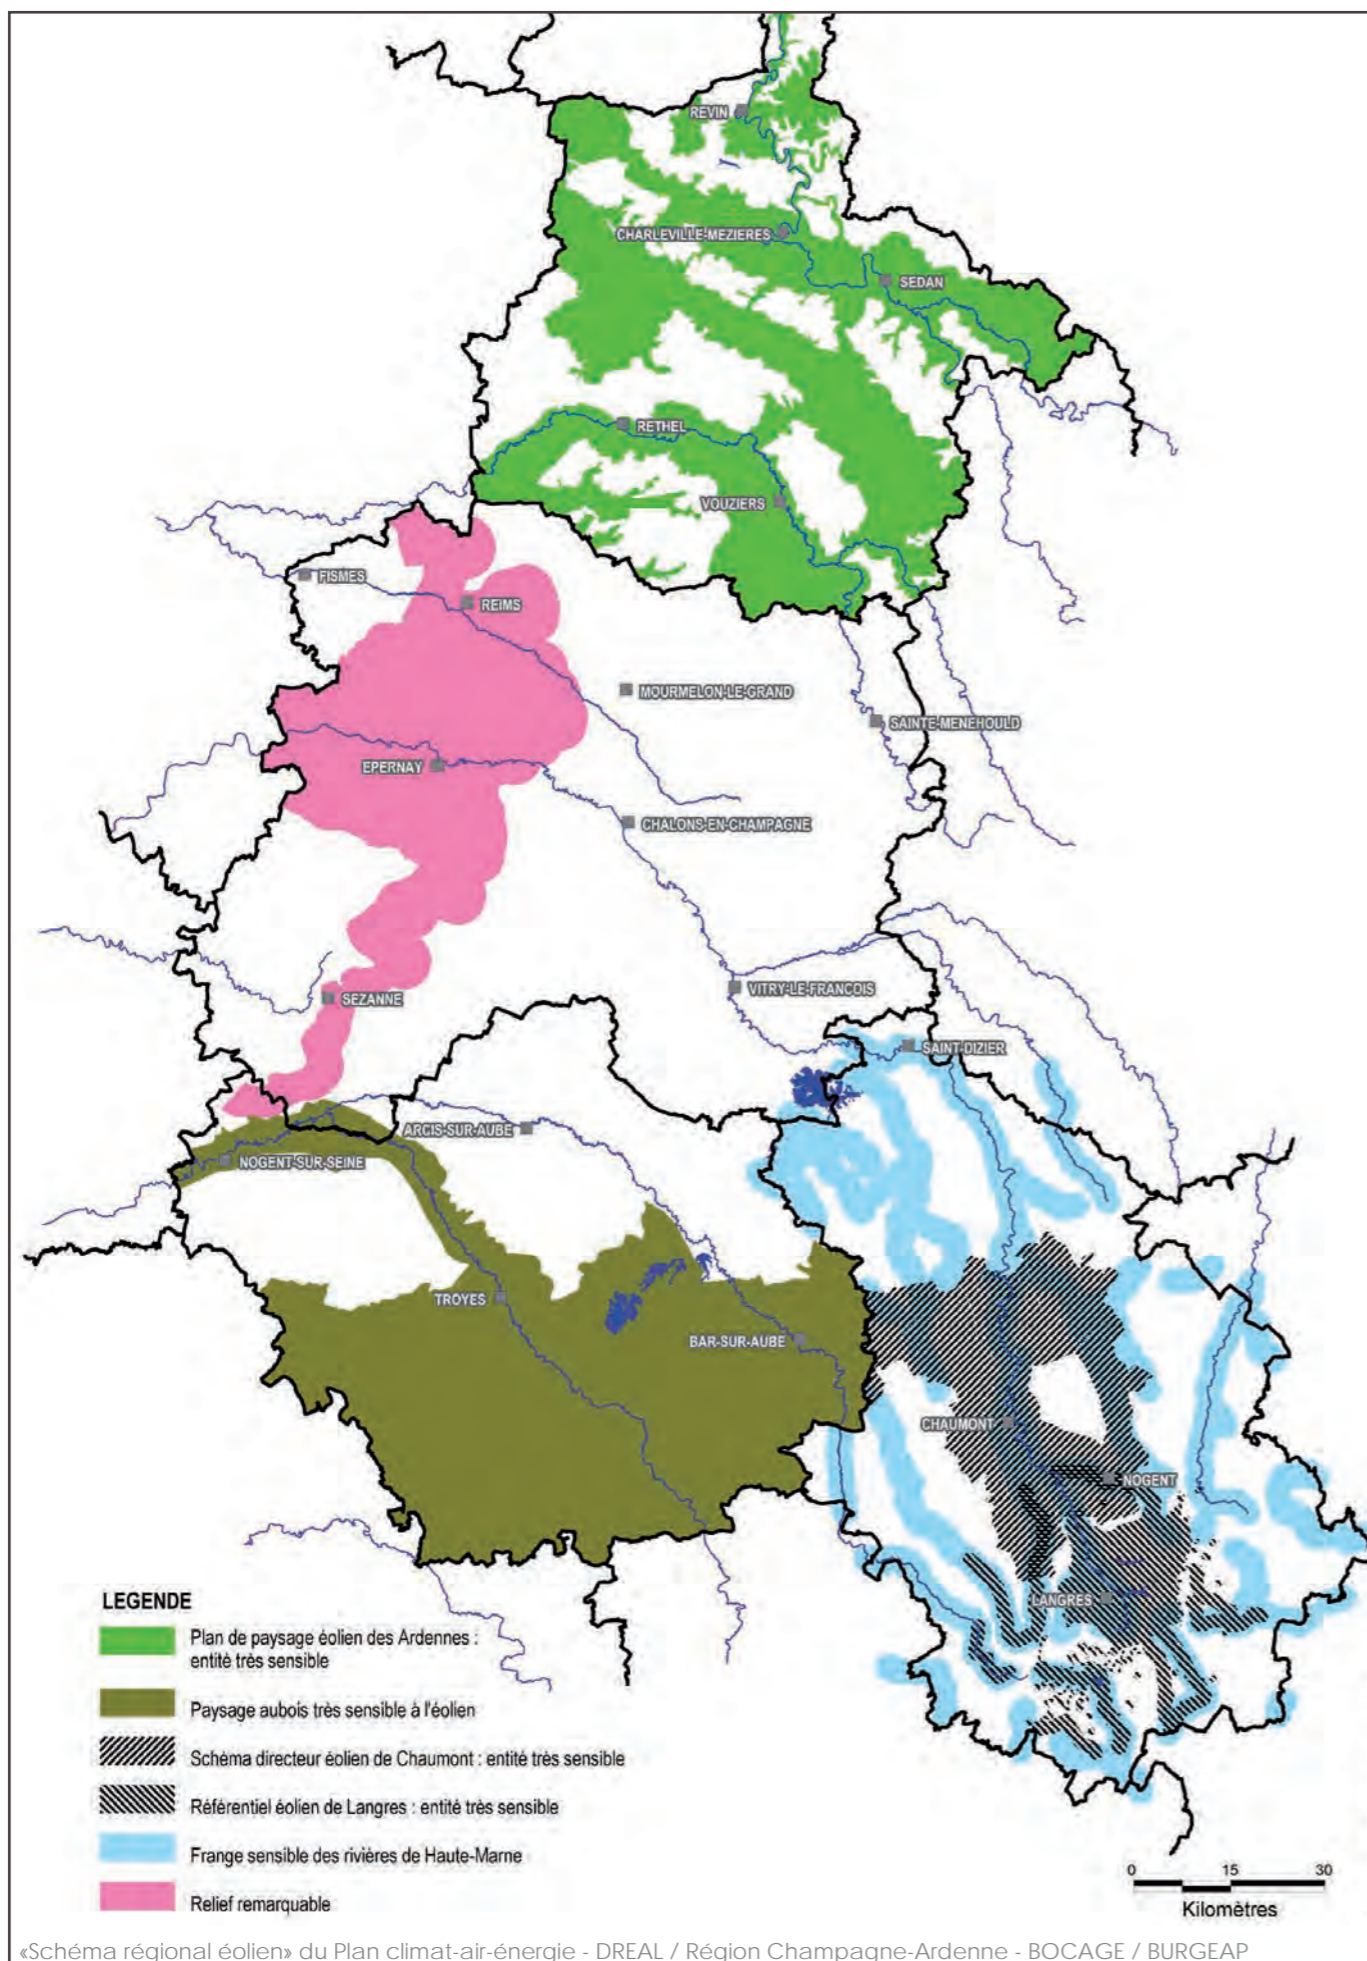 REVIN
CHARLEVILLE-MEZIERES
SEDAN
RETHEL
VOUZIERS
FISMES
REIMS
MOURMELON-LE-GRAND
SAINTE-MENEHOULD
EPERNAY
CHALONS-EN-CHAMPAGNE
VITRY-LE-FRANCOIS
SEZANNE
SAINT-DIZIER
ARCIS-SUR-AUBE
NOGENT-SUR-SEINE
TROYES
BAR-SUR-AUBE
CHAUMONT
NOGENT
LANGRES
LEGENDE
Plan de paysage éolien des Ardennes :
entité très sensible
Paysage aubois très sensible à l'éolien
Schéma directeur éolien de Chaumont : entité très sensible
Référentiel éolien de Langres : entité très sensible
Frange sensible des rivières de Haute-Marne
Relief remarquable
0 15 30
Kilomètres
«Schéma régional éolien» du Plan climat-air-énergie - DREAL / Région Champagne-Ardenne - BOCAGE / BURGEAP